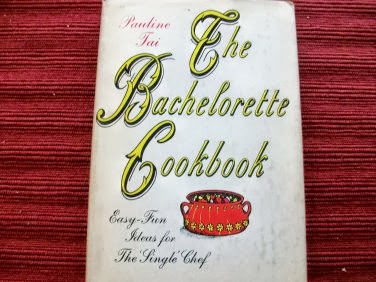 Pauline
Tai
The
Bachelorette
Cookbook
Easy-Fun
Ideas for
The 'Single' Chef